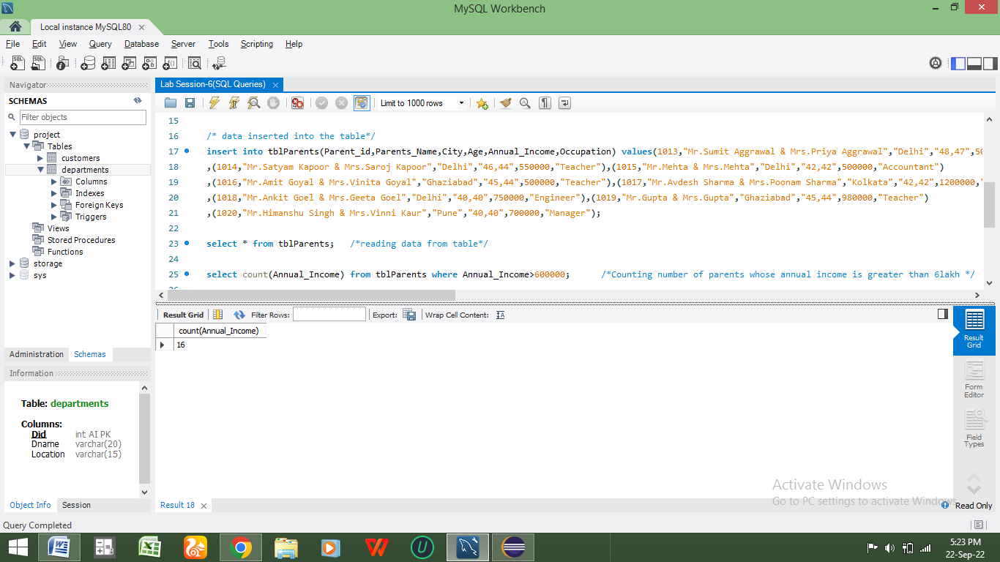 MySQL Workbench
Local instance MySQL80
File Edit View Query Database Server Tools Scripting Help
Navigator
SCHEMAS
Filter objects
project
Tables
customers
departments
Columns
Indexes
Foreign Keys
Triggers
Views
Stored Procedures
Functions
storage
sys
Administration Schemas
Information
Table: departments
Columns:
Did int AI PK
Dname varchar(20)
Location varchar(15)
Object Info Session
Query Completed
Lab Session-6(SQL Queries)
Limit to 1000 rows
15
16 /* data inserted into the table*/
17 insert into tblParents(Parent_id,Parents_Name,City,Age,Annual_Income,Occupation) values(1013,"Mr.Sumit Aggrawal & Mrs.Priya Aggrawal","Delhi","48,47",
18 ,(1014,"Mr.Satyam Kapoor & Mrs.Saroj Kapoor","Delhi","46,44",550000,"Teacher"),(1015,"Mr.Mehta & Mrs.Mehta","Delhi","42,42",500000,"Accountant")
19 ,(1016,"Mr.Amit Goyal & Mrs.Vinita Goyal","Ghaziabad","45,44",500000,"Teacher"),(1017,"Mr.Avdesh Sharma & Mrs.Poonam Sharma","Kolkata","42,42",1200000,
20 ,(1018,"Mr.Ankit Goel & Mrs.Geeta Goel","Delhi","40,40",750000,"Engineer"),(1019,"Mr.Gupta & Mrs.Gupta","Ghaziabad","45,44",980000,"Teacher")
21 ,(1020,"Mr.Himanshu Singh & Mrs.Vinni Kaur","Pune","40,40",700000,"Manager");
22
23 select * from tblParents; /*reading data from table*/
24
25 select count(Annual_Income) from tblParents where Annual_Income>600000; /*Counting number of parents whose annual income is greater than 6lakh */
Result Grid Filter Rows: Export: Wrap Cell Content:
count(Annual_Income)
16
Result Grid
Form Editor
Field Types
Activate Windows
Go to PC settings to activate Windows.
Result 18
Read Only
5:23 PM
22-Sep-22